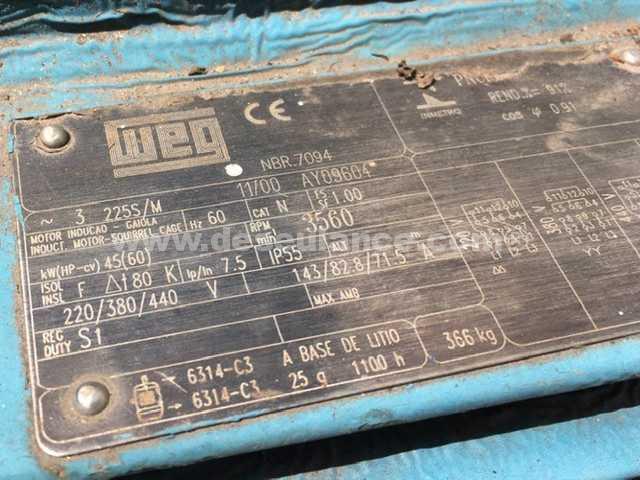 WEG
CE
NBR.7094
INMETRO
REND.%= 91%
COS φ 0.91
~ 3 225S/M
11/00 AY09604
MOTOR INDUCAO - GAIOLA
INDUCT. MOTOR-SQUIRREL CAGE
Hz 60
CAT N
FS
SF 1.00
kW(HP-cv) 45(60)
RPM
min⁻¹ 3560
ISOL
INSL F Δt 80 K
Ip/In 7.5
IP55
220/380/440 V
143/82.8/71.5 A
REG
DUTY S1
MAX AMB
6314-C3
6314-C3
A BASE DE LITIO
25 g 1100 h
366 kg
www.de